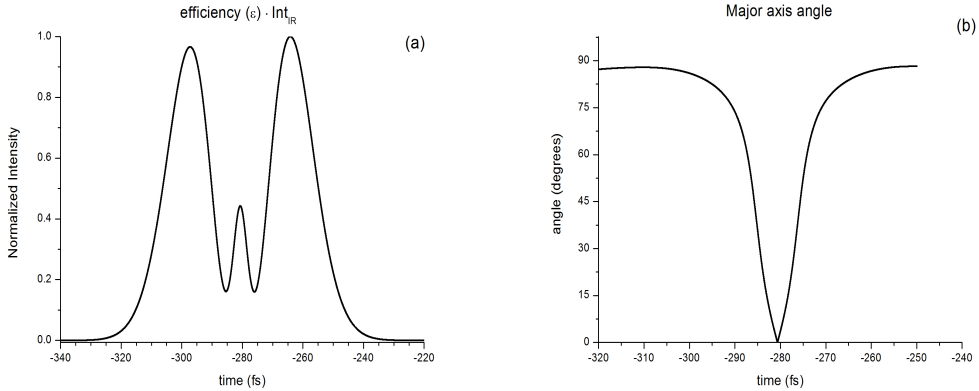 efficiency (ε) · Int_IR
(a)
Normalized Intensity
1.0
0.8
0.6
0.4
0.2
0.0
-340 -320 -300 -280 -260 -240 -220
time (fs)
Major axis angle
(b)
angle (degrees)
90
75
60
45
30
15
0
-320 -310 -300 -290 -280 -270 -260 -250 -240
time (fs)